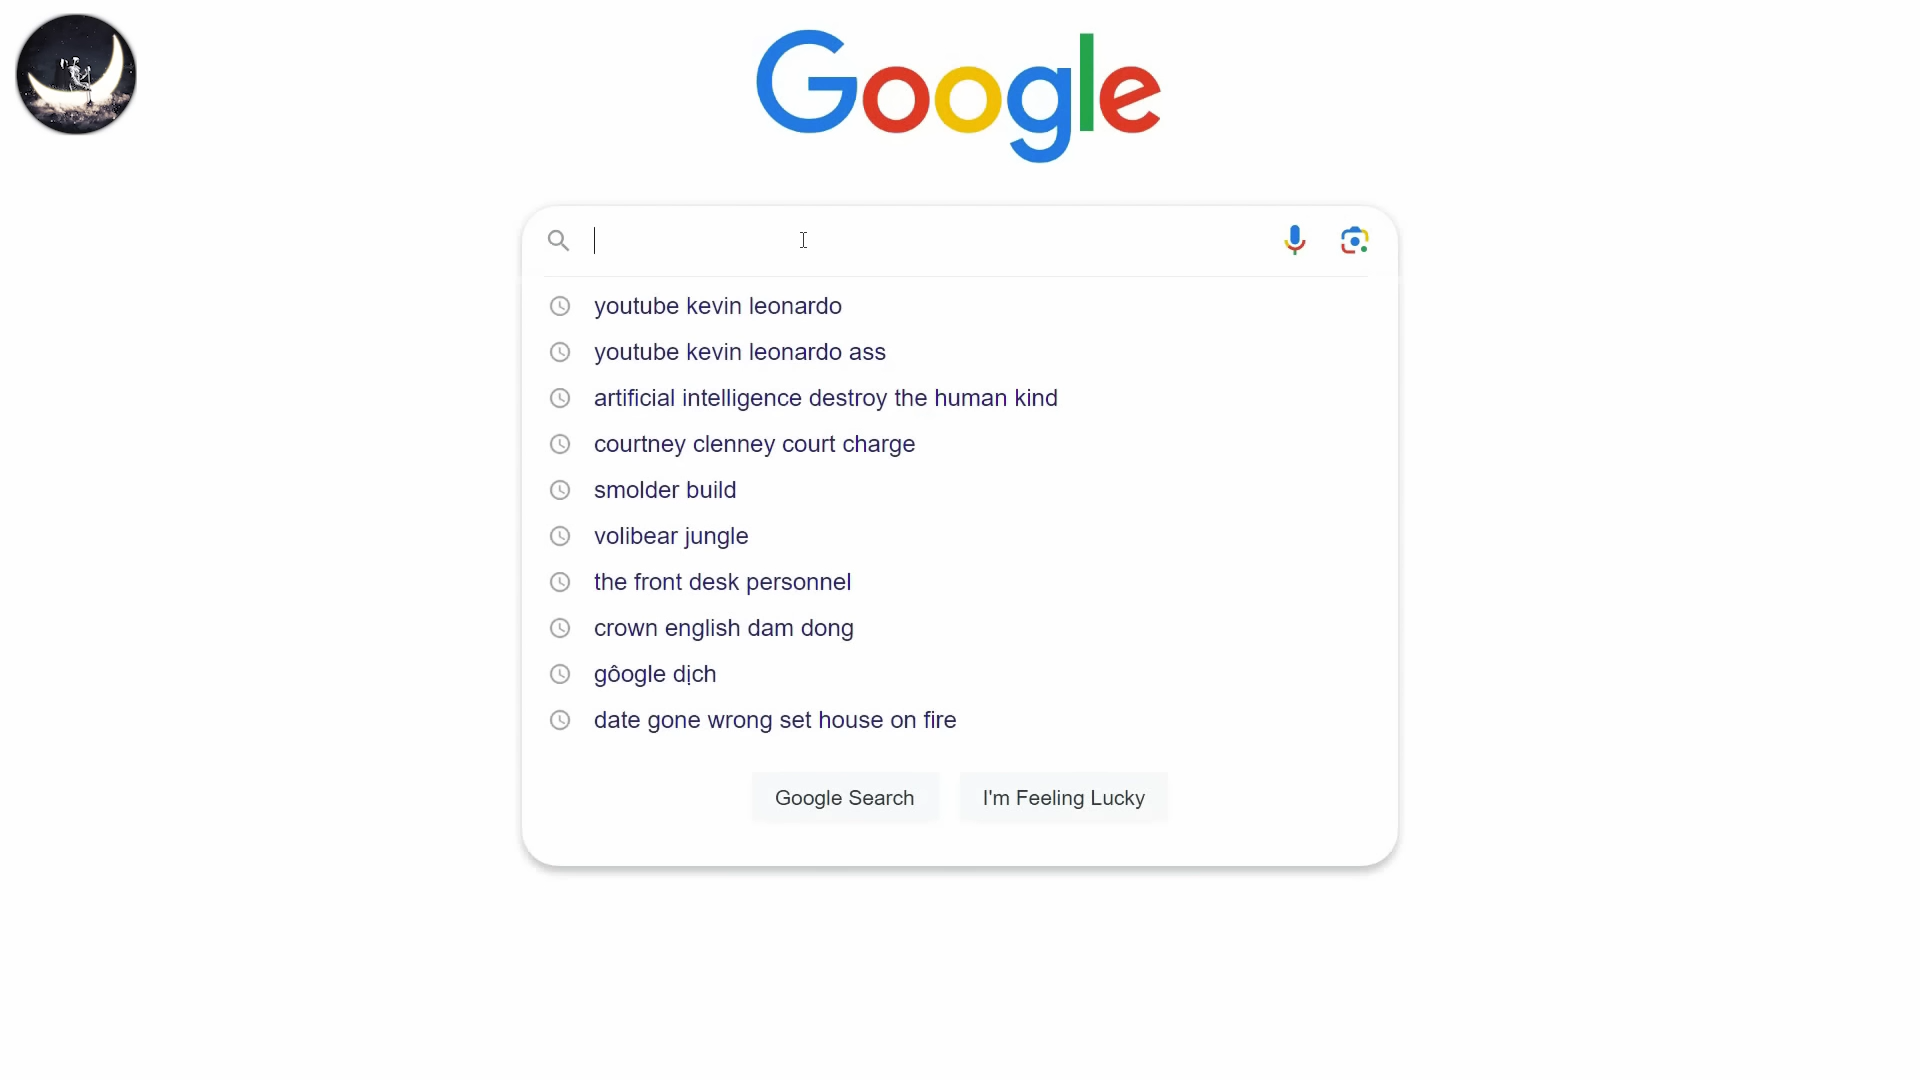 Google
youtube kevin leonardo
youtube kevin leonardo ass
artificial intelligence destroy the human kind
courtney clenney court charge
smolder build
volibear jungle
the front desk personnel
crown english dam dong
gôogle dịch
date gone wrong set house on fire
Google Search
I'm Feeling Lucky